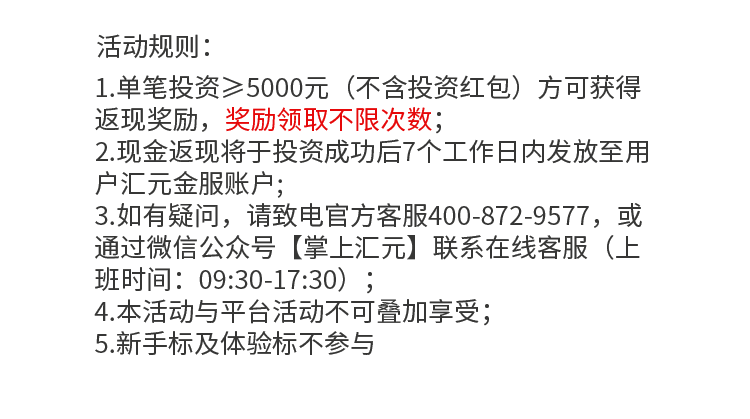 活动规则：
1.单笔投资≥5000元（不含投资红包）方可获得
返现奖励，奖励领取不限次数；
2.现金返现将于投资成功后7个工作日内发放至用
户汇元金服账户；
3.如有疑问，请致电官方客服400-872-9577，或
通过微信公众号【掌上汇元】联系在线客服（上
班时间：09:30-17:30）；
4.本活动与平台活动不可叠加享受；
5.新手标及体验标不参与